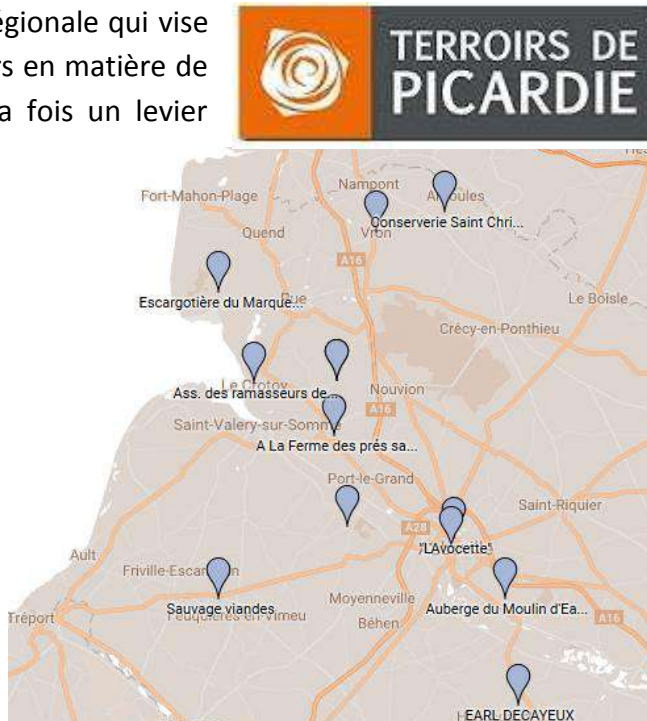 égionale qui vise
rs en matière de
a fois un levier
TERROIRS DE
PICARDIE
Fort-Mahon-Plage
Nampont
Conserverie Saint Chri...
Quend
Vron
A16
Escargotière du Marque...
Rue
Le Boisle
Crécy-en-Ponthieu
Le Crotoy
Ass. des ramasseurs de...
Nouvion
A16
Saint-Valery-sur-Somme
A La Ferme des prés sa...
Port-le-Grand
Saint-Riquier
A28
"L'Avocette"
Ault
Friville-Escarbotin
Sauvage viandes
Feuquières-en-Vimeu
Moyenneville
Auberge du Moulin d'Ea...
Tréport
Béhen
A16
EARL DECAYEUX